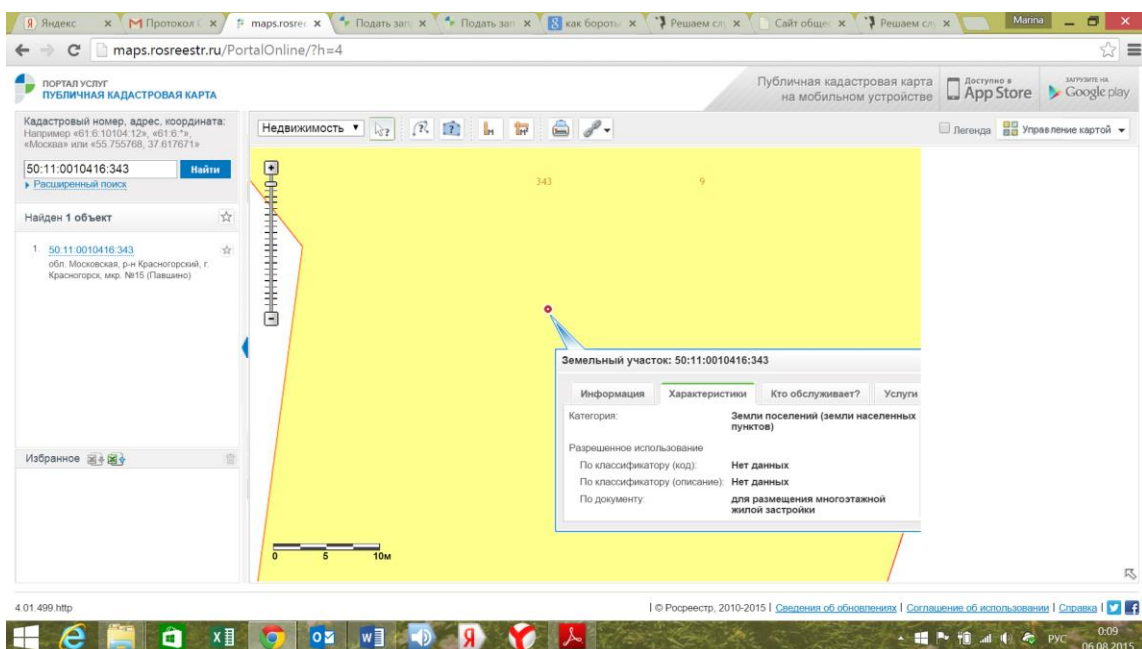 Яндекс
М Протокол С
maps.rosree
Подать зап
Подать зап
как бороть
Решаем сл
Сайт общес
Решаем сл
Marina
maps.rosreestr.ru/PortalOnline/?h=4
ПОРТАЛ УСЛУГ
ПУБЛИЧНАЯ КАДАСТРОВАЯ КАРТА
Публичная кадастровая карта
на мобильном устройстве
Доступно в
App Store
ЗАГРУЗИТЕ НА
Google play
Кадастровый номер, адрес, координата:
Например «61:6:10104:12», «61:6:*»,
«Москва» или «55.755768, 37.617671»
50:11:0010416:343 Найти
Расширенный поиск
Недвижимость
Легенда
Управление картой
Найден 1 объект
1. 50:11:0010416:343
обл. Московская, р-н Красногорский, г.
Красногорск, мкр. №15 (Павшино)
343 9
Земельный участок: 50:11:0010416:343
Информация Характеристики Кто обслуживает? Услуги
Категория: Земли поселений (земли населенных
пунктов)
Разрешенное использование
По классификатору (код): Нет данных
По классификатору (описание): Нет данных
По документу: для размещения многоэтажной
жилой застройки
Избранное
0 5 10м
4.01.499.http
© Росреестр, 2010-2015 | Сведения об обновлениях | Соглашение об использовании | Справка |
РУС
0:09
06.08.2015